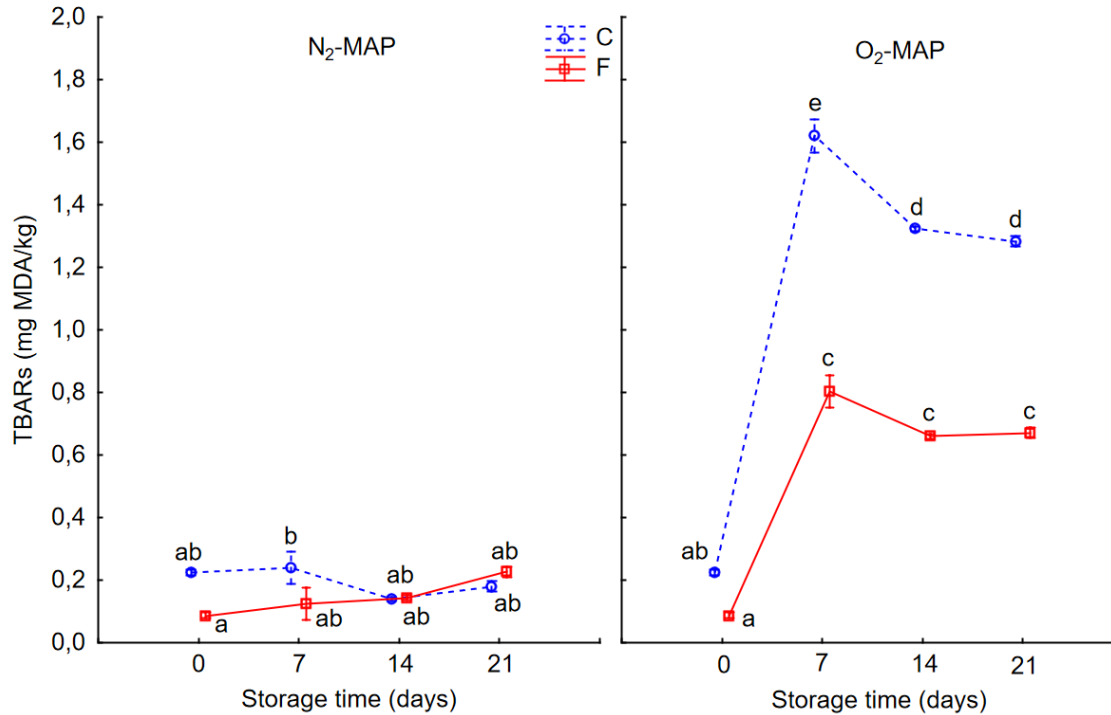 N₂-MAP
C
F
O₂-MAP
TBARs (mg MDA/kg)
2,0
1,8
1,6
1,4
1,2
1,0
0,8
0,6
0,4
0,2
0,0
ab
b
ab
ab
a
ab
ab
ab
0
7
14
21
Storage time (days)
e
d
d
c
c
c
ab
a
0
7
14
21
Storage time (days)